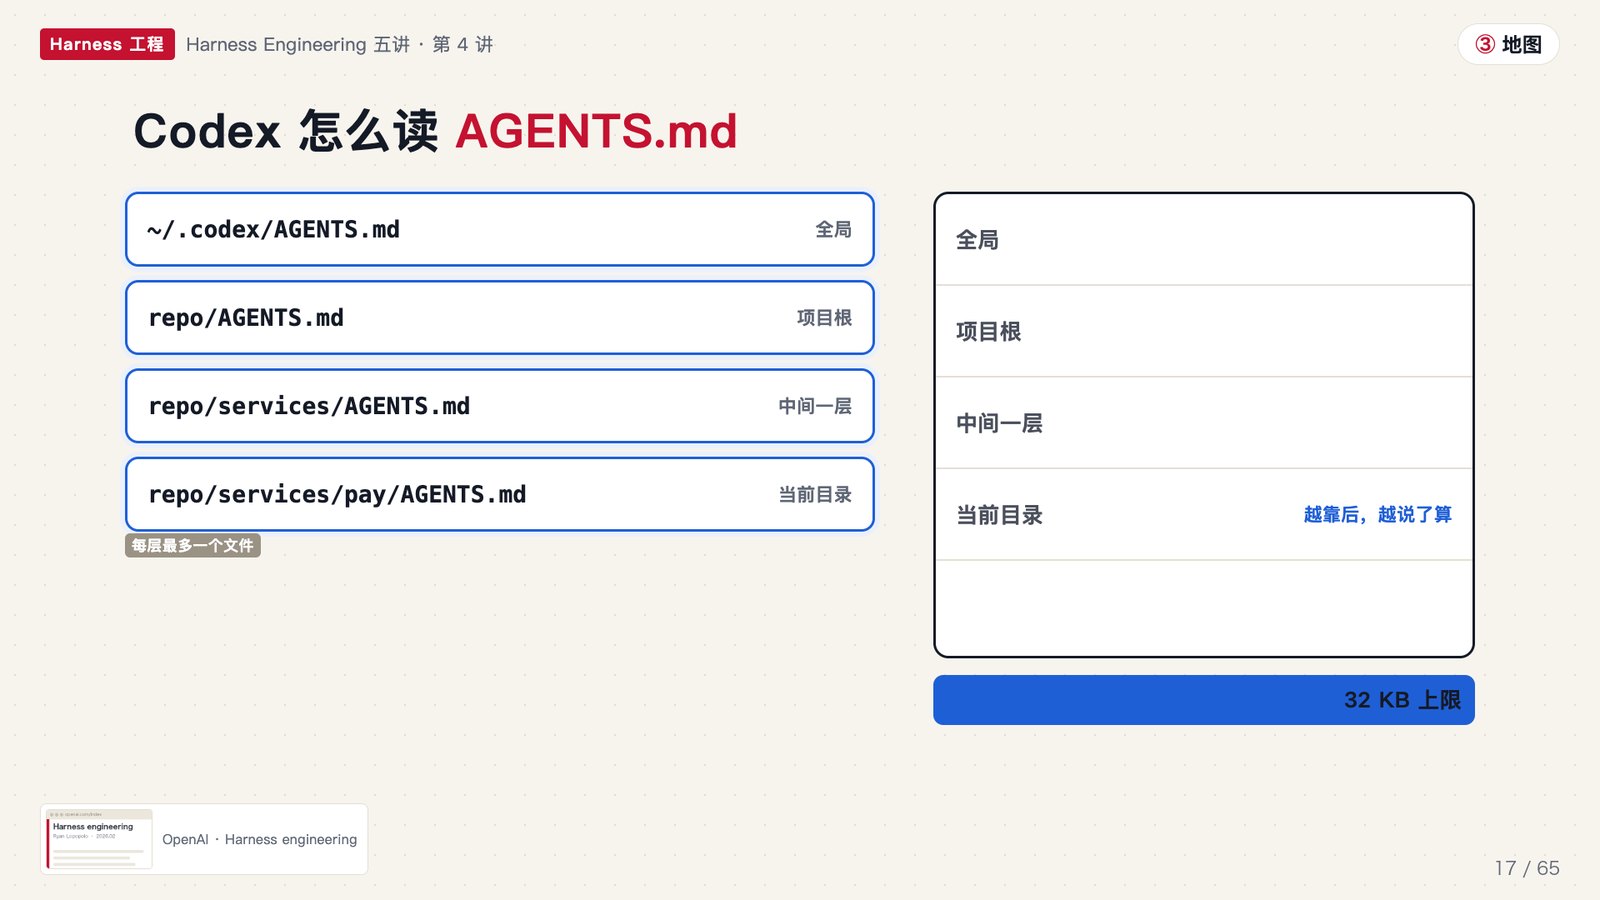 Harness 工程 Harness Engineering 五讲 · 第 4 讲
③ 地图
Codex 怎么读 AGENTS.md
~/.codex/AGENTS.md 全局
repo/AGENTS.md 项目根
repo/services/AGENTS.md 中间一层
repo/services/pay/AGENTS.md 当前目录
每层最多一个文件
全局
项目根
中间一层
当前目录 越靠后，越说了算
32 KB 上限
Harness engineering
OpenAI · Harness engineering
17 / 65